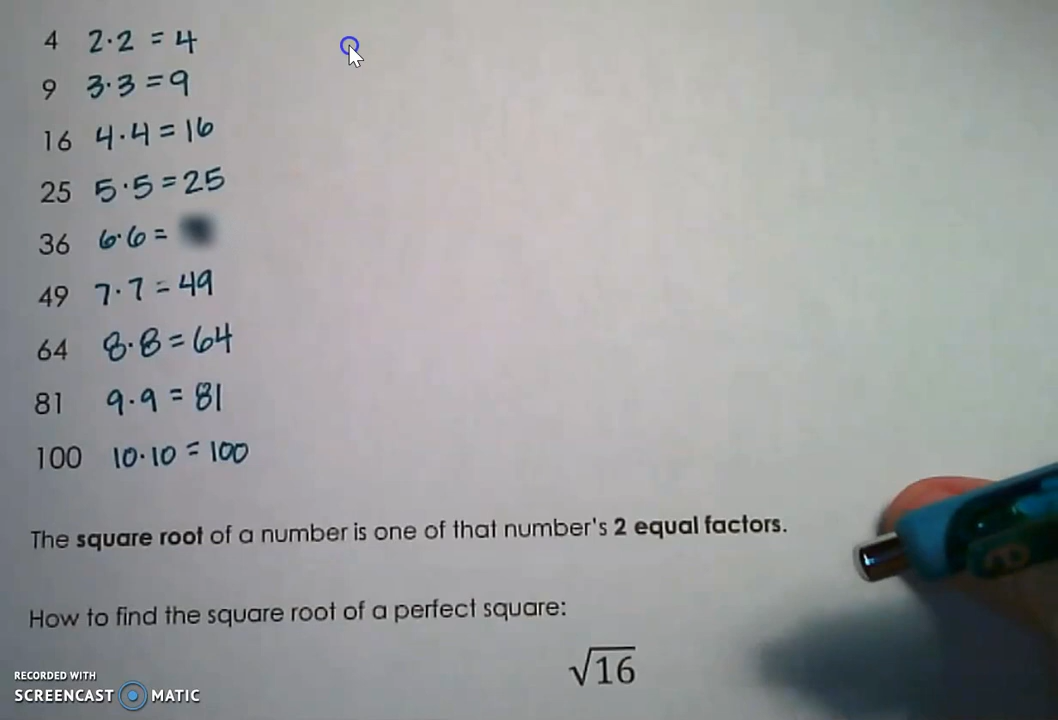 4 2·2 = 4
9 3·3 = 9
16 4·4 = 16
25 5·5 = 25
36 6·6 =
49 7·7 = 49
64 8·8 = 64
81 9·9 = 81
100 10·10 = 100
The square root of a number is one of that number's 2 equal factors.
How to find the square root of a perfect square:
√16
RECORDED WITH
SCREENCAST MATIC